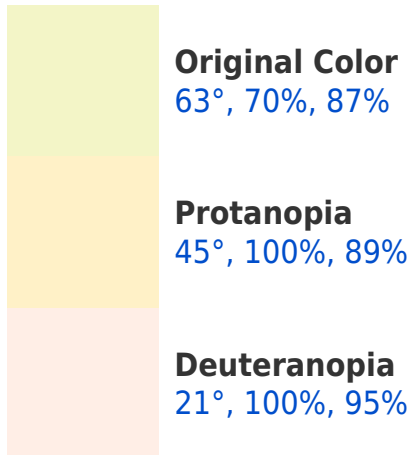 Original Color
63°, 70%, 87%
Protanopia
45°, 100%, 89%
Deuteranopia
21°, 100%, 95%